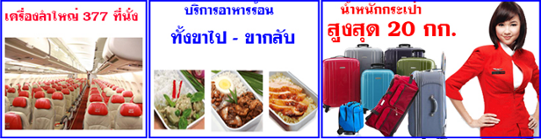 เครื่องลำใหญ่ 377 ที่นั่ง
บริการอาหารร้อน
ทั้งขาไป - ขากลับ
น้ำหนักกระเป๋า
สูงสุด 20 กก.